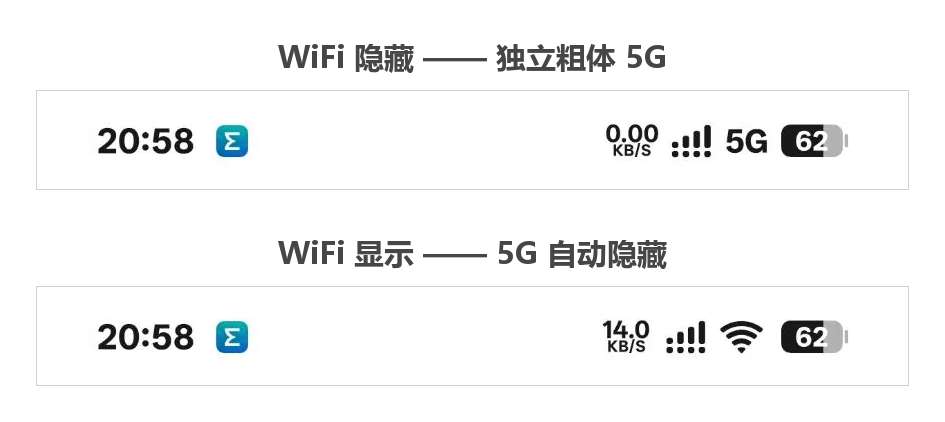 WiFi 隐藏 —— 独立粗体 5G
20:58 Σ 0.00 KB/S 5G 62
WiFi 显示 —— 5G 自动隐藏
20:58 Σ 14.0 KB/S 62